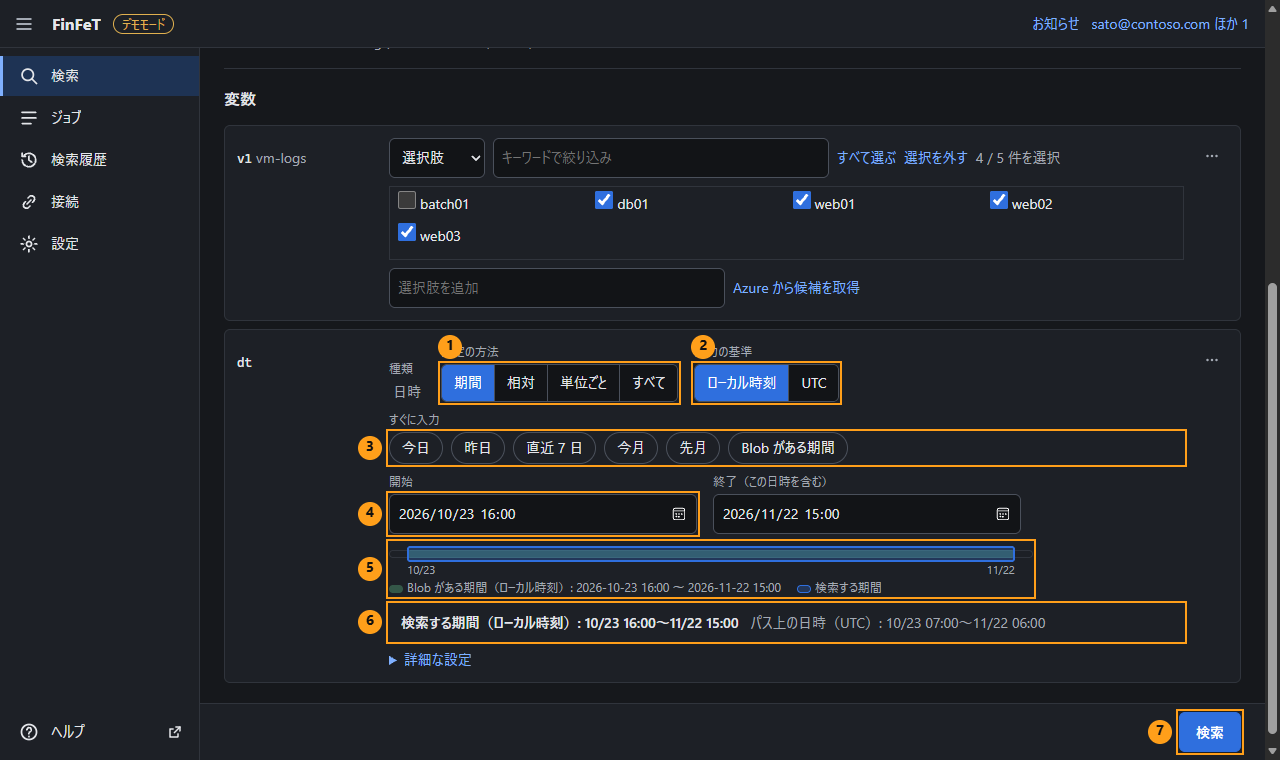 FinFeT デモモード お知らせ sato@contoso.com ほか 1
検索
ジョブ
検索履歴
接続
設定
ヘルプ
変数
v1 vm-logs 選択肢 キーワードで絞り込み すべて選ぶ 選択を外す 4 / 5 件を選択
batch01 db01 web01 web02
web03
選択肢を追加 Azure から候補を取得
dt
種類
日時
1 の方法
期間 相対 単位ごと すべて
2 の基準
ローカル時刻 UTC
すぐに入力
3 今日 昨日 直近 7 日 今月 先月 Blob がある期間
開始 終了（この日時を含む）
4 2026/10/23 16:00 2026/11/22 15:00
5
10/23 11/22
Blob がある期間（ローカル時刻）: 2026-10-23 16:00 ～ 2026-11-22 15:00 検索する期間
6 検索する期間（ローカル時刻）: 10/23 16:00～11/22 15:00 パス上の日時（UTC）: 10/23 07:00～11/22 06:00
詳細な設定
7 検索